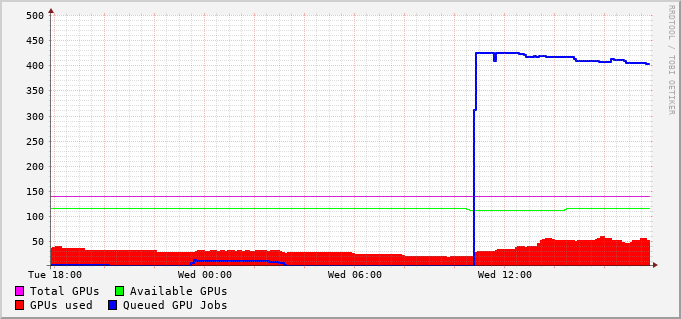 500
450
400
350
300
250
200
150
100
50
Tue 18:00 Wed 00:00 Wed 06:00 Wed 12:00
Total GPUs Available GPUs
GPUs used Queued GPU Jobs
RRDTOOL / TOBI OETIKER